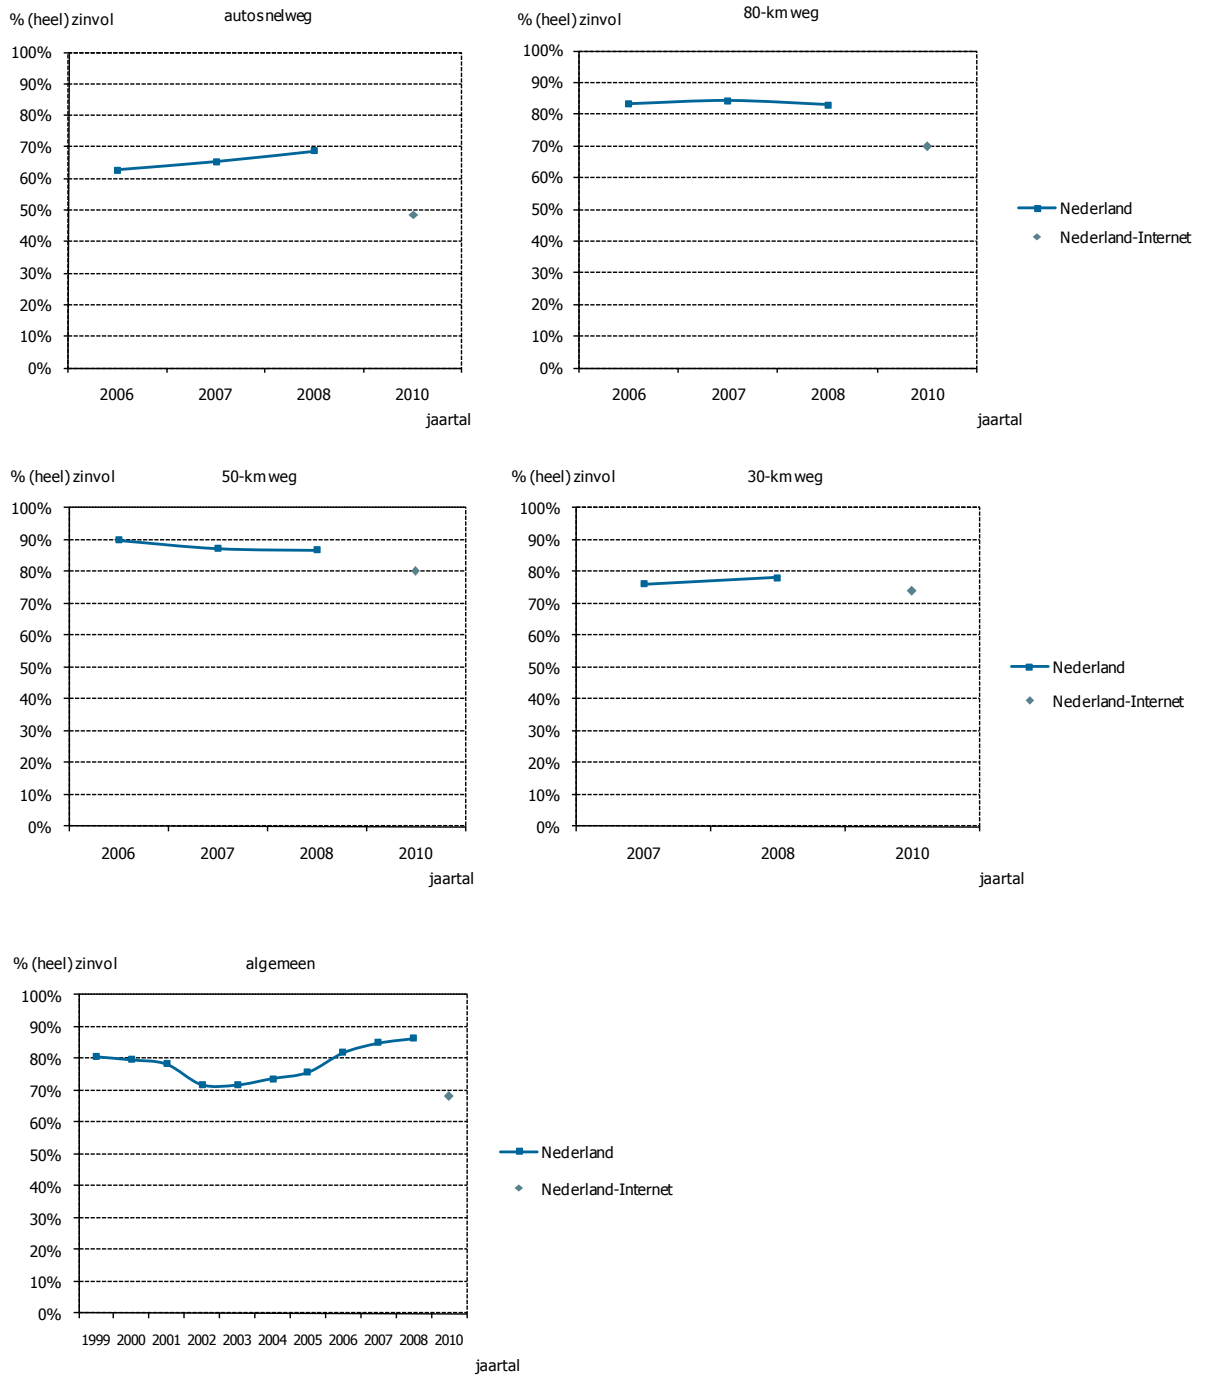 % (heel) zinvol autosnelweg
100%
90%
80%
70%
60%
50%
40%
30%
20%
10%
0%
2006 2007 2008 2010
jaartal
% (heel) zinvol 80-km weg
100%
90%
80%
70%
60%
50%
40%
30%
20%
10%
0%
2006 2007 2008 2010
jaartal
Nederland
Nederland-Internet
% (heel) zinvol 50-km weg
100%
90%
80%
70%
60%
50%
40%
30%
20%
10%
0%
2006 2007 2008 2010
jaartal
% (heel) zinvol 30-km weg
100%
90%
80%
70%
60%
50%
40%
30%
20%
10%
0%
2007 2008 2010
jaartal
Nederland
Nederland-Internet
% (heel) zinvol algemeen
100%
90%
80%
70%
60%
50%
40%
30%
20%
10%
0%
1999 2000 2001 2002 2003 2004 2005 2006 2007 2008 2010
jaartal
Nederland
Nederland-Internet